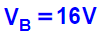 V_B = 16V